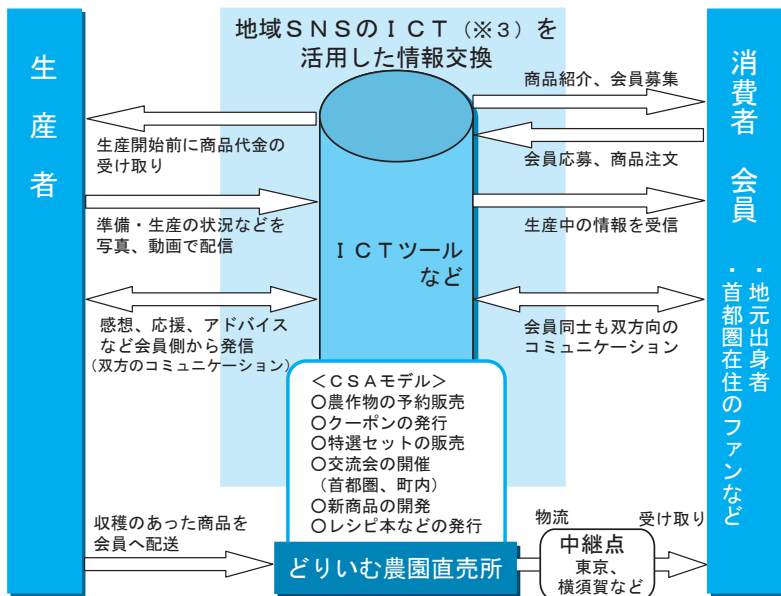 地域SNSのICT(※3)を
活用した情報交換
生産者
生産開始前に商品代金の
受け取り
準備・生産の状況などを
写真、動画で配信
感想、応援、アドバイス
など会員側から発信
(双方のコミュニケーション)
収穫のあった商品を
会員へ配送
ICTツール
など
<CSAモデル>
○農作物の予約販売
○クーポンの発行
○特選セットの販売
○交流会の開催
(首都圏、町内)
○新商品の開発
○レシピ本などの発行
どりいむ農園直売所
商品紹介、会員募集
会員応募、商品注文
生産中の情報を受信
会員同士も双方向の
コミュニケーション
物流
受け取り
中継点
東京、
横須賀など
消費者 会員
・地元出身者
・首都圏在住のファンなど